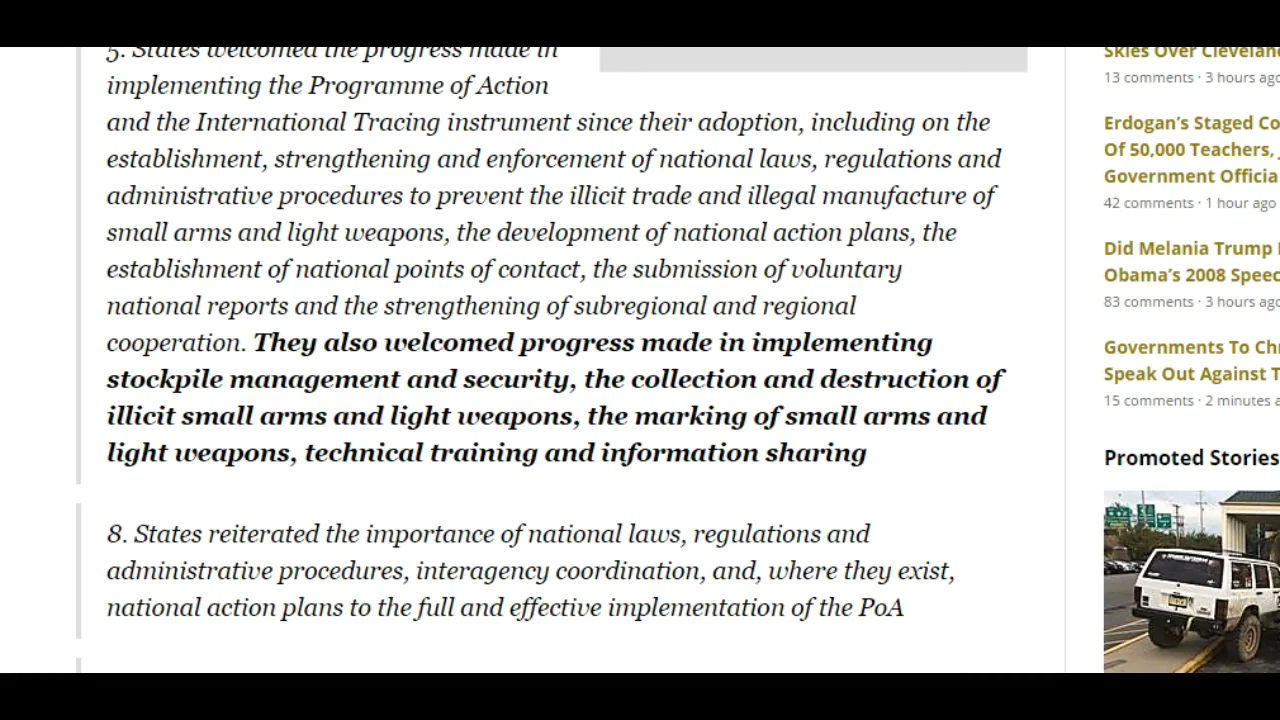 5. States welcomed the progress made in
implementing the Programme of Action
and the International Tracing instrument since their adoption, including on the
establishment, strengthening and enforcement of national laws, regulations and
administrative procedures to prevent the illicit trade and illegal manufacture of
small arms and light weapons, the development of national action plans, the
establishment of national points of contact, the submission of voluntary
national reports and the strengthening of subregional and regional
cooperation. They also welcomed progress made in implementing
stockpile management and security, the collection and destruction of
illicit small arms and light weapons, the marking of small arms and
light weapons, technical training and information sharing
8. States reiterated the importance of national laws, regulations and
administrative procedures, interagency coordination, and, where they exist,
national action plans to the full and effective implementation of the PoA
Skies Over Clevelan
13 comments · 3 hours ago
Erdogan's Staged Co
Of 50,000 Teachers,
Government Officia
42 comments · 1 hour ago
Did Melania Trump
Obama's 2008 Speec
83 comments · 3 hours ago
Governments To Ch
Speak Out Against T
15 comments · 2 minutes a
Promoted Stories